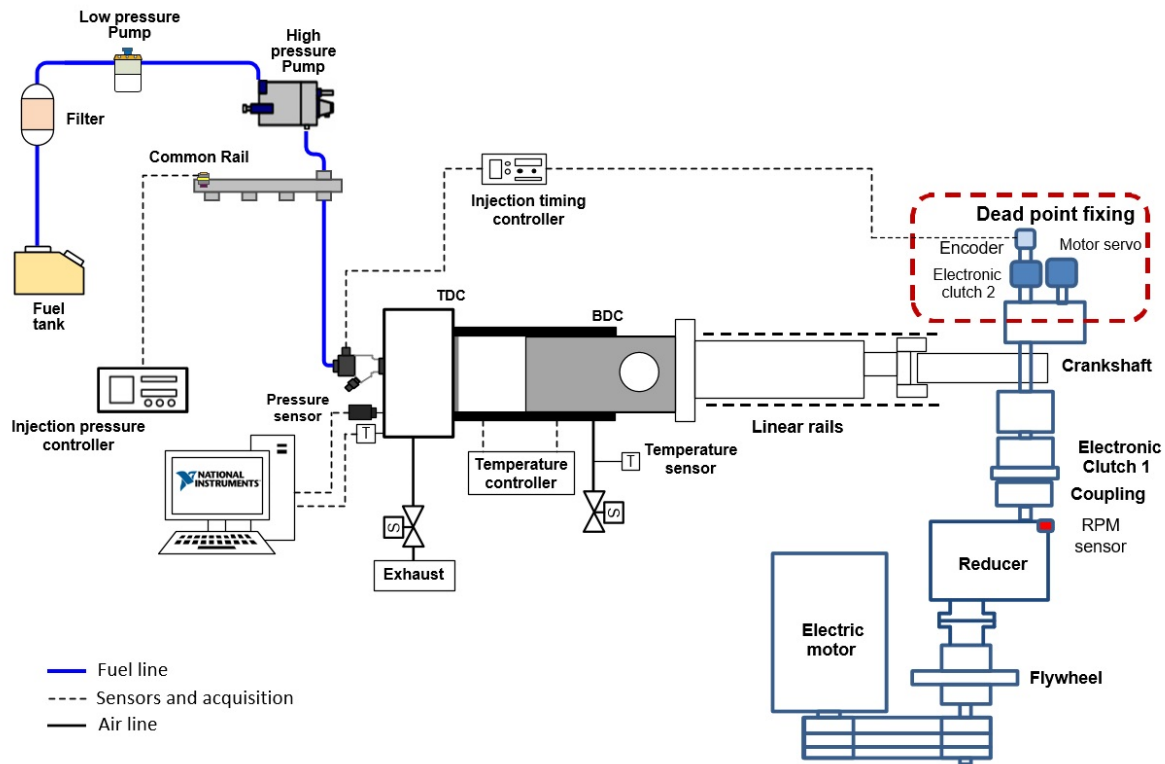 Low pressure
Pump
High
pressure
Pump
Filter
Common Rail
Injection timing
controller
Dead point fixing
Encoder
Motor servo
Electronic
clutch 2
Fuel
tank
TDC
BDC
Crankshaft
Injection pressure
controller
Pressure
sensor
T
NATIONAL
INSTRUMENTS
Temperature
controller
T
Temperature
sensor
Linear rails
Electronic
Clutch 1
Coupling
RPM
sensor
S
S
Exhaust
Reducer
Electric
motor
Flywheel
Fuel line
Sensors and acquisition
Air line